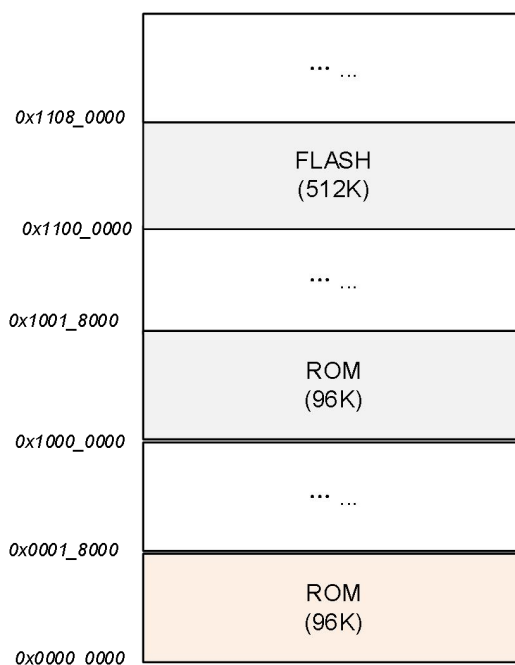 ... ...
0x1108_0000
FLASH
(512K)
0x1100_0000
... ...
0x1001_8000
ROM
(96K)
0x1000_0000
... ...
0x0001_8000
ROM
(96K)
0x0000_0000